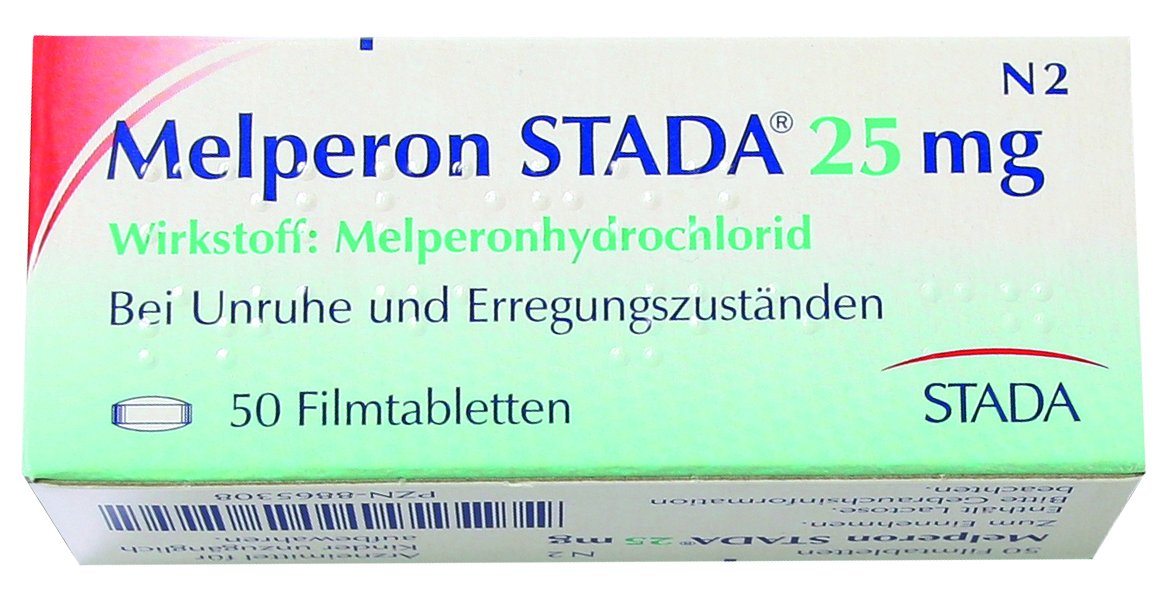 N2
Melperon STADA® 25 mg
Wirkstoff: Melperonhydrochlorid
Bei Unruhe und Erregungszuständen
50 Filmtabletten
STADA
50 Filmtabletten
Melperon STADA® 25 mg
N2
Zum Einnehmen.
Enthält Lactose.
Bitte Gebrauchsinformation
beachten.
Arzneimittel für
Kinder unzugänglich
aufbewahren.
PZN-8865308